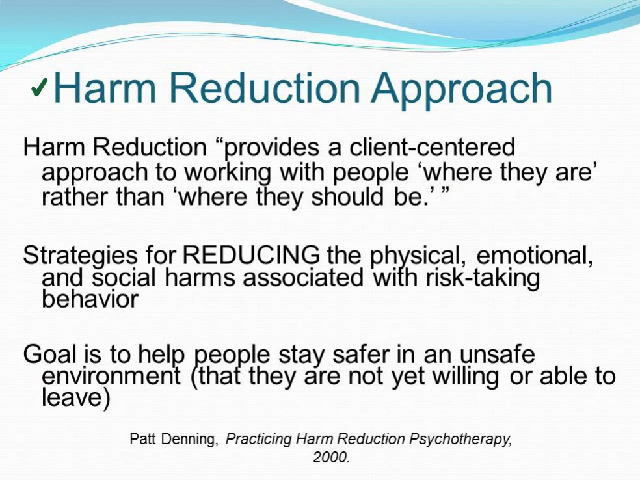 ✓Harm Reduction Approach
Harm Reduction “provides a client-centered
approach to working with people ‘where they are’
rather than ‘where they should be.’ ”
Strategies for REDUCING the physical, emotional,
and social harms associated with risk-taking
behavior
Goal is to help people stay safer in an unsafe
environment (that they are not yet willing or able to
leave)
Patt Denning, Practicing Harm Reduction Psychotherapy,
2000.